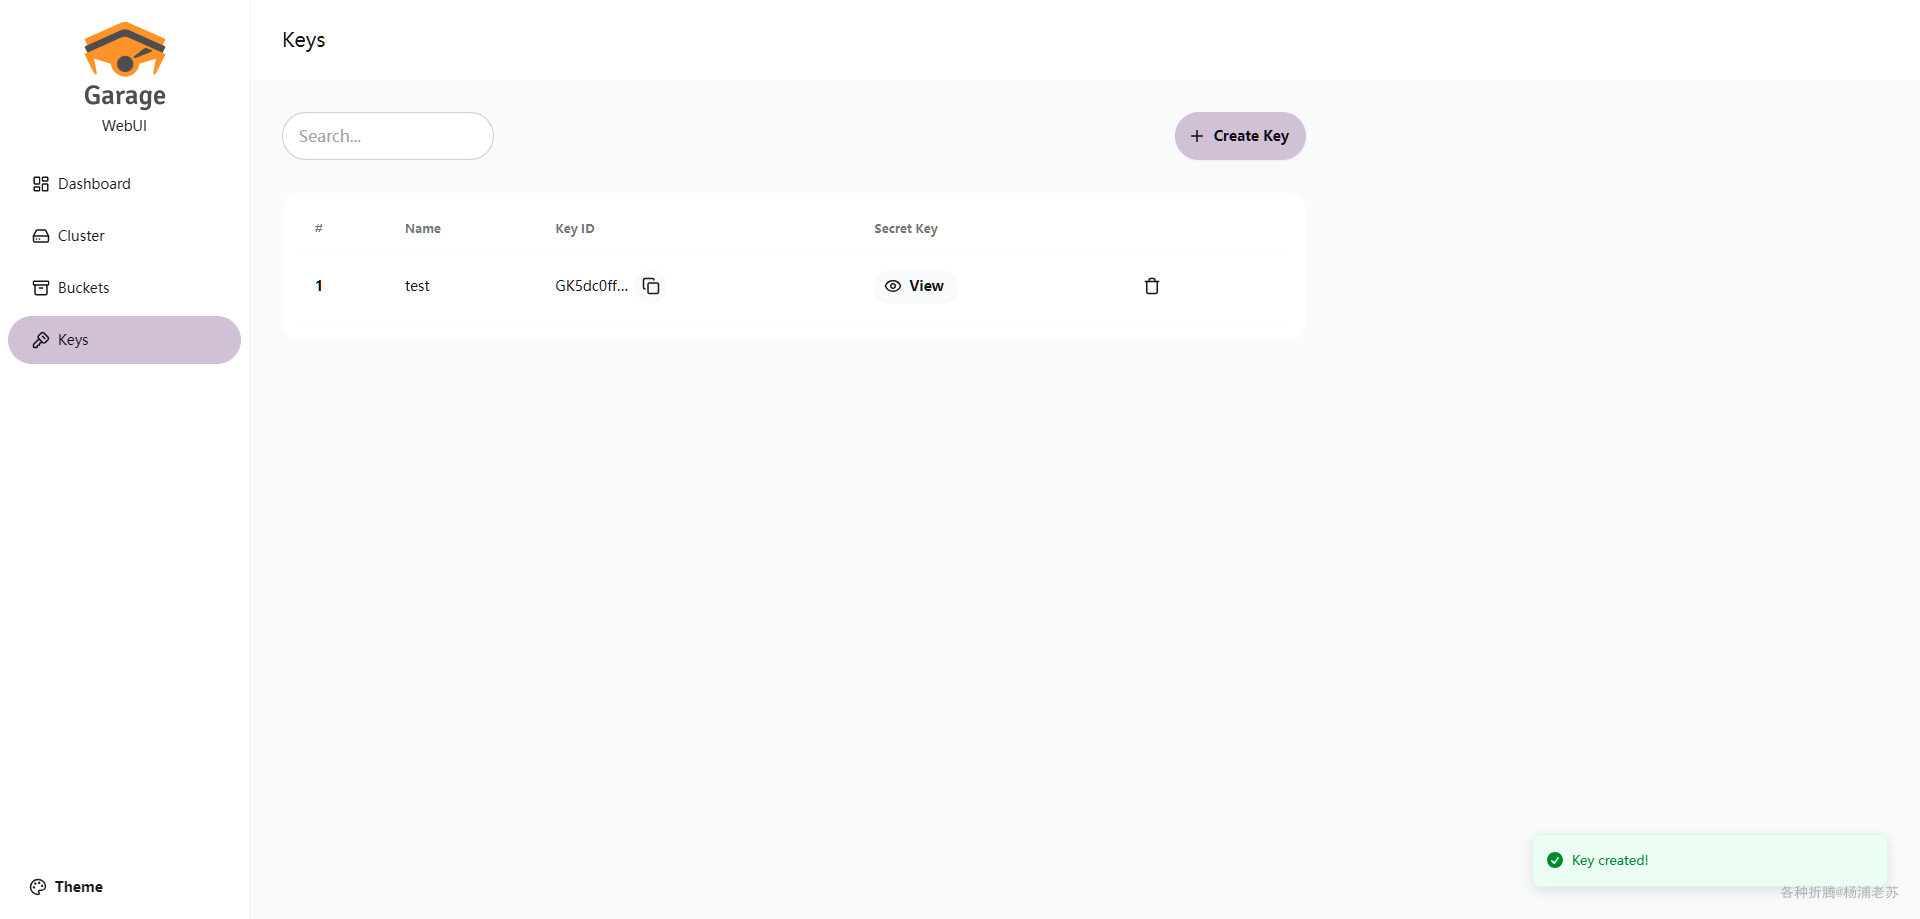 Garage
WebUI
Dashboard
Cluster
Buckets
Keys
Theme
Keys
Search...
Create Key
# Name Key ID Secret Key
1 test GK5dc0ff... View
Key created!
各种折腾@杨浦老苏